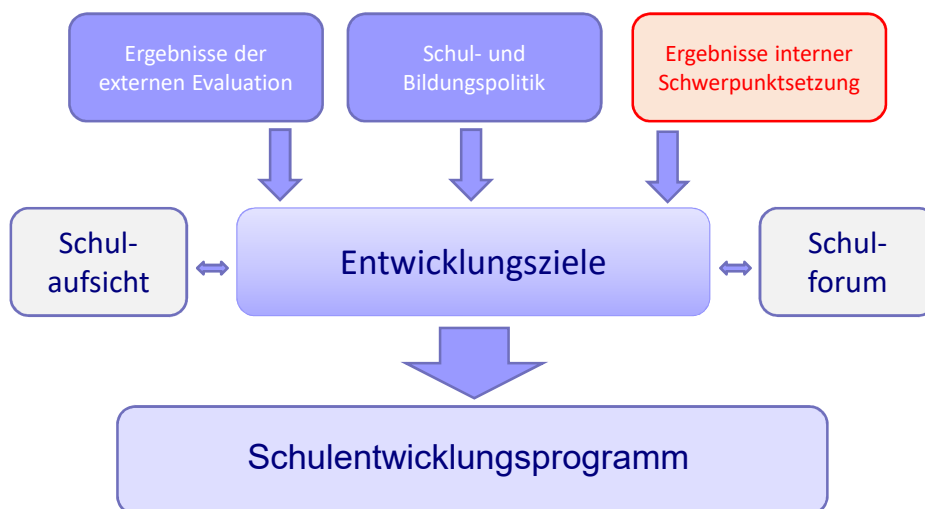 Ergebnisse der
externen Evaluation
Schul- und
Bildungspolitik
Ergebnisse interner
Schwerpunktsetzung
Schul-
aufsicht
Entwicklungsziele
Schul-
forum
Schulentwicklungsprogramm